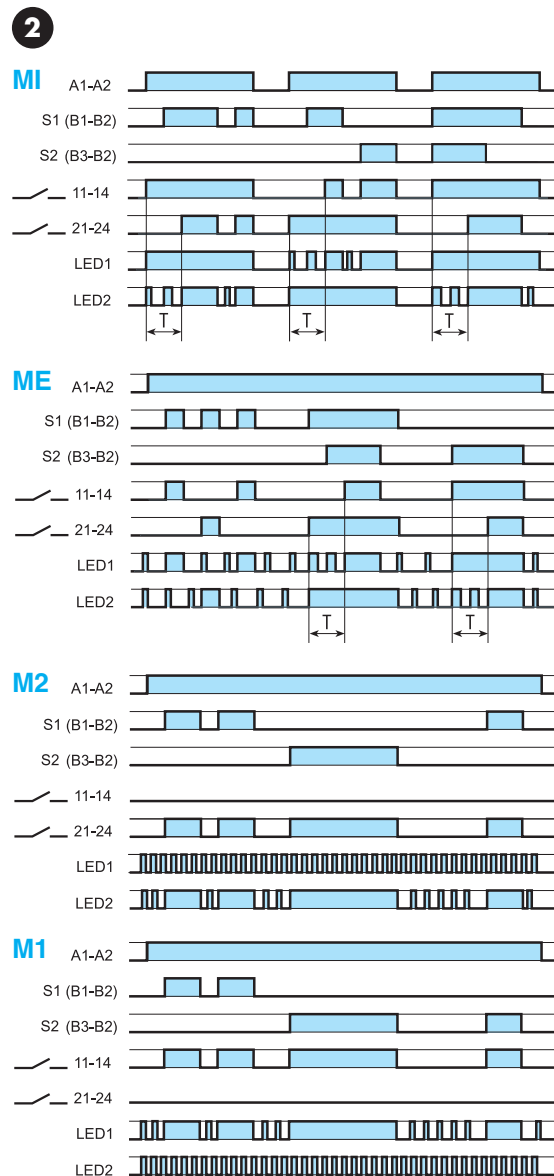 2
MI A1-A2
S1 (B1-B2)
S2 (B3-B2)
11-14
21-24
LED1
LED2
T T T
ME A1-A2
S1 (B1-B2)
S2 (B3-B2)
11-14
21-24
LED1
LED2
T T
M2 A1-A2
S1 (B1-B2)
S2 (B3-B2)
11-14
21-24
LED1
LED2
M1 A1-A2
S1 (B1-B2)
S2 (B3-B2)
11-14
21-24
LED1
LED2